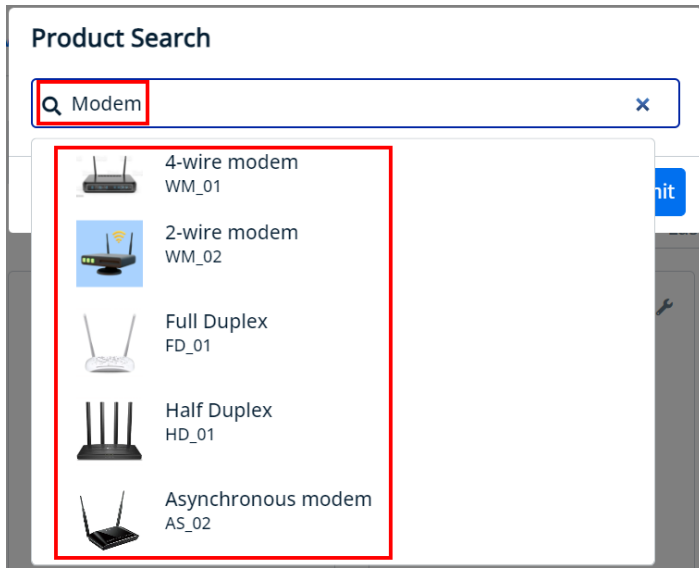 Product Search
Modem
4-wire modem
WM_01
2-wire modem
WM_02
Full Duplex
FD_01
Half Duplex
HD_01
Asynchronous modem
AS_02